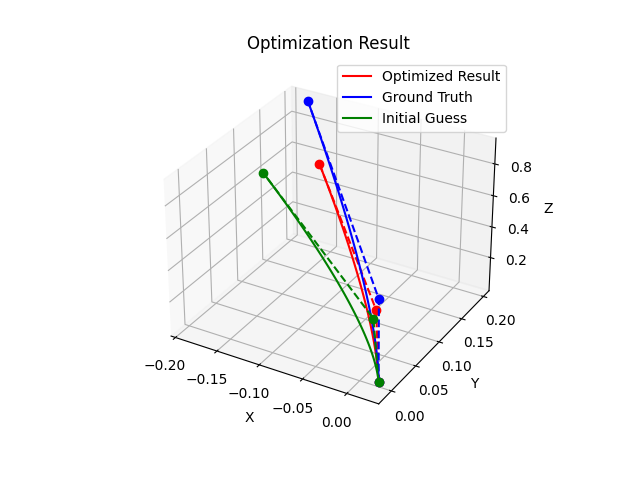 Optimization Result
Optimized Result
Ground Truth
Initial Guess
0.8
0.6
0.4
0.2
Z
0.20
0.15
0.10
0.05
0.00
Y
−0.20
−0.15
−0.10
−0.05
0.00
X